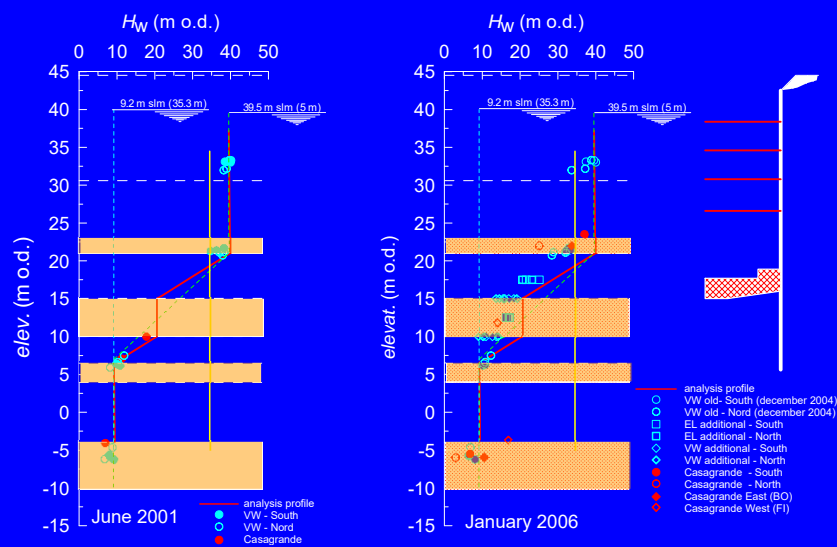 H_W (m o.d.)
0 10 20 30 40 50
45
40
35
30
25
20
15
10
5
0
-5
-10
-15
elev. (m o.d.)
9.2 m slm (35.3 m)
39.5 m slm (5 m)
June 2001
analysis profile
VW - South
VW - Nord
Casagrande
H_W (m o.d.)
0 10 20 30 40 50
45
40
35
30
25
20
15
10
5
0
-5
-10
-15
elevat. (m o.d.)
9.2 m slm (35.3 m)
39.5 m slm (5 m)
January 2006
analysis profile
VW old- South (december 2004)
VW old - Nord (december 2004)
EL additional - South
EL additional - North
VW additional - South
VW additional - North
Casagrande - South
Casagrande - North
Casagrande East (BO)
Casagrande West (FI)